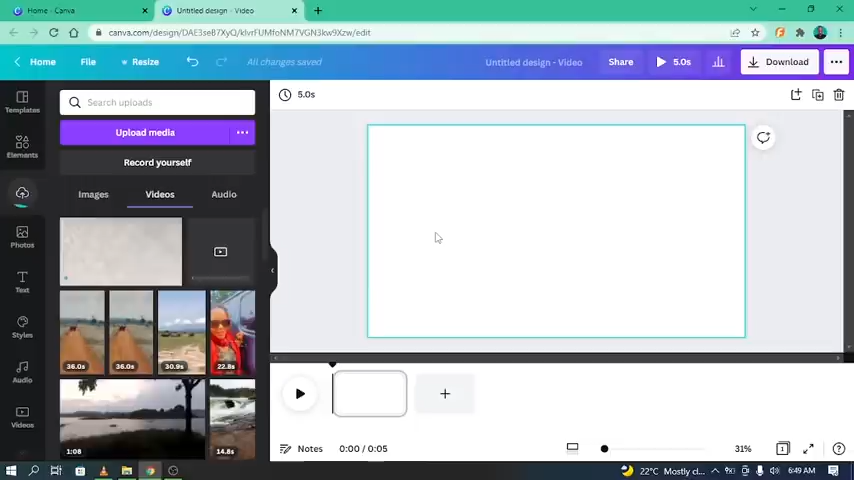 Home - Canva
Untitled design - Video
canva.com/design/DAE3seB7XyQ/klvrFUMfoNM7VGN3kw9Xzw/edit
Home
File
Resize
All changes saved
Untitled design - Video
Share
5.0s
Download
Templates
Search uploads
5.0s
Upload media
Elements
Record yourself
Images
Videos
Audio
Photos
Text
Styles
36.0s
36.0s
30.9s
22.8s
Audio
Videos
1:08
14.8s
Notes
0:00 / 0:05
31%
1
22°C Mostly cl...
6:49 AM